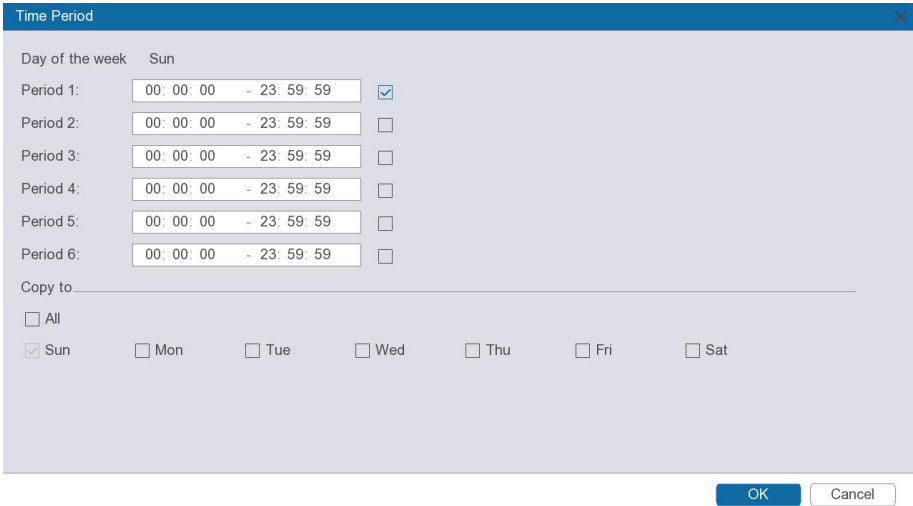 Time Period
Day of the week Sun
Period 1: 00: 00: 00 - 23: 59: 59
Period 2: 00: 00: 00 - 23: 59: 59
Period 3: 00: 00: 00 - 23: 59: 59
Period 4: 00: 00: 00 - 23: 59: 59
Period 5: 00: 00: 00 - 23: 59: 59
Period 6: 00: 00: 00 - 23: 59: 59
Copy to
All
Sun Mon Tue Wed Thu Fri Sat
OK Cancel